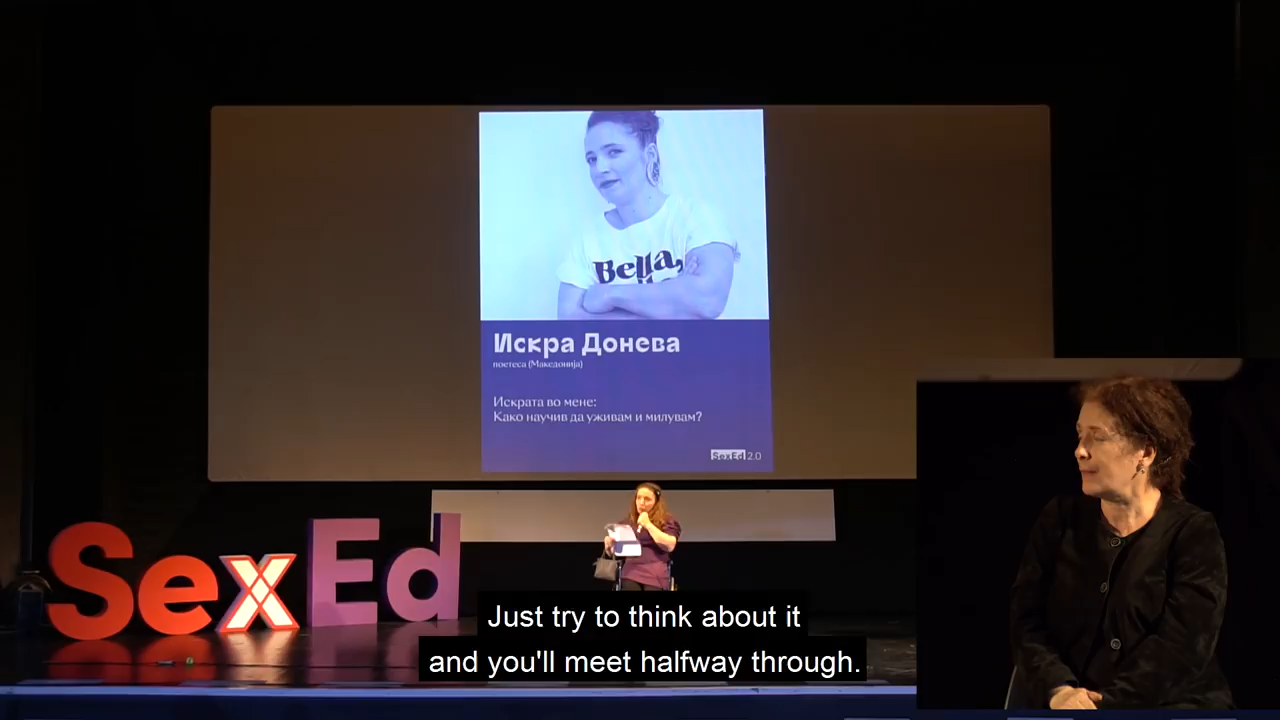 Bella,
Искра Донева
поетеса (Македонија)
Искрата во мене:
Како научив да уживам и милувам?
SexEd 2.0
SexEd
Just try to think about it
and you'll meet halfway through.